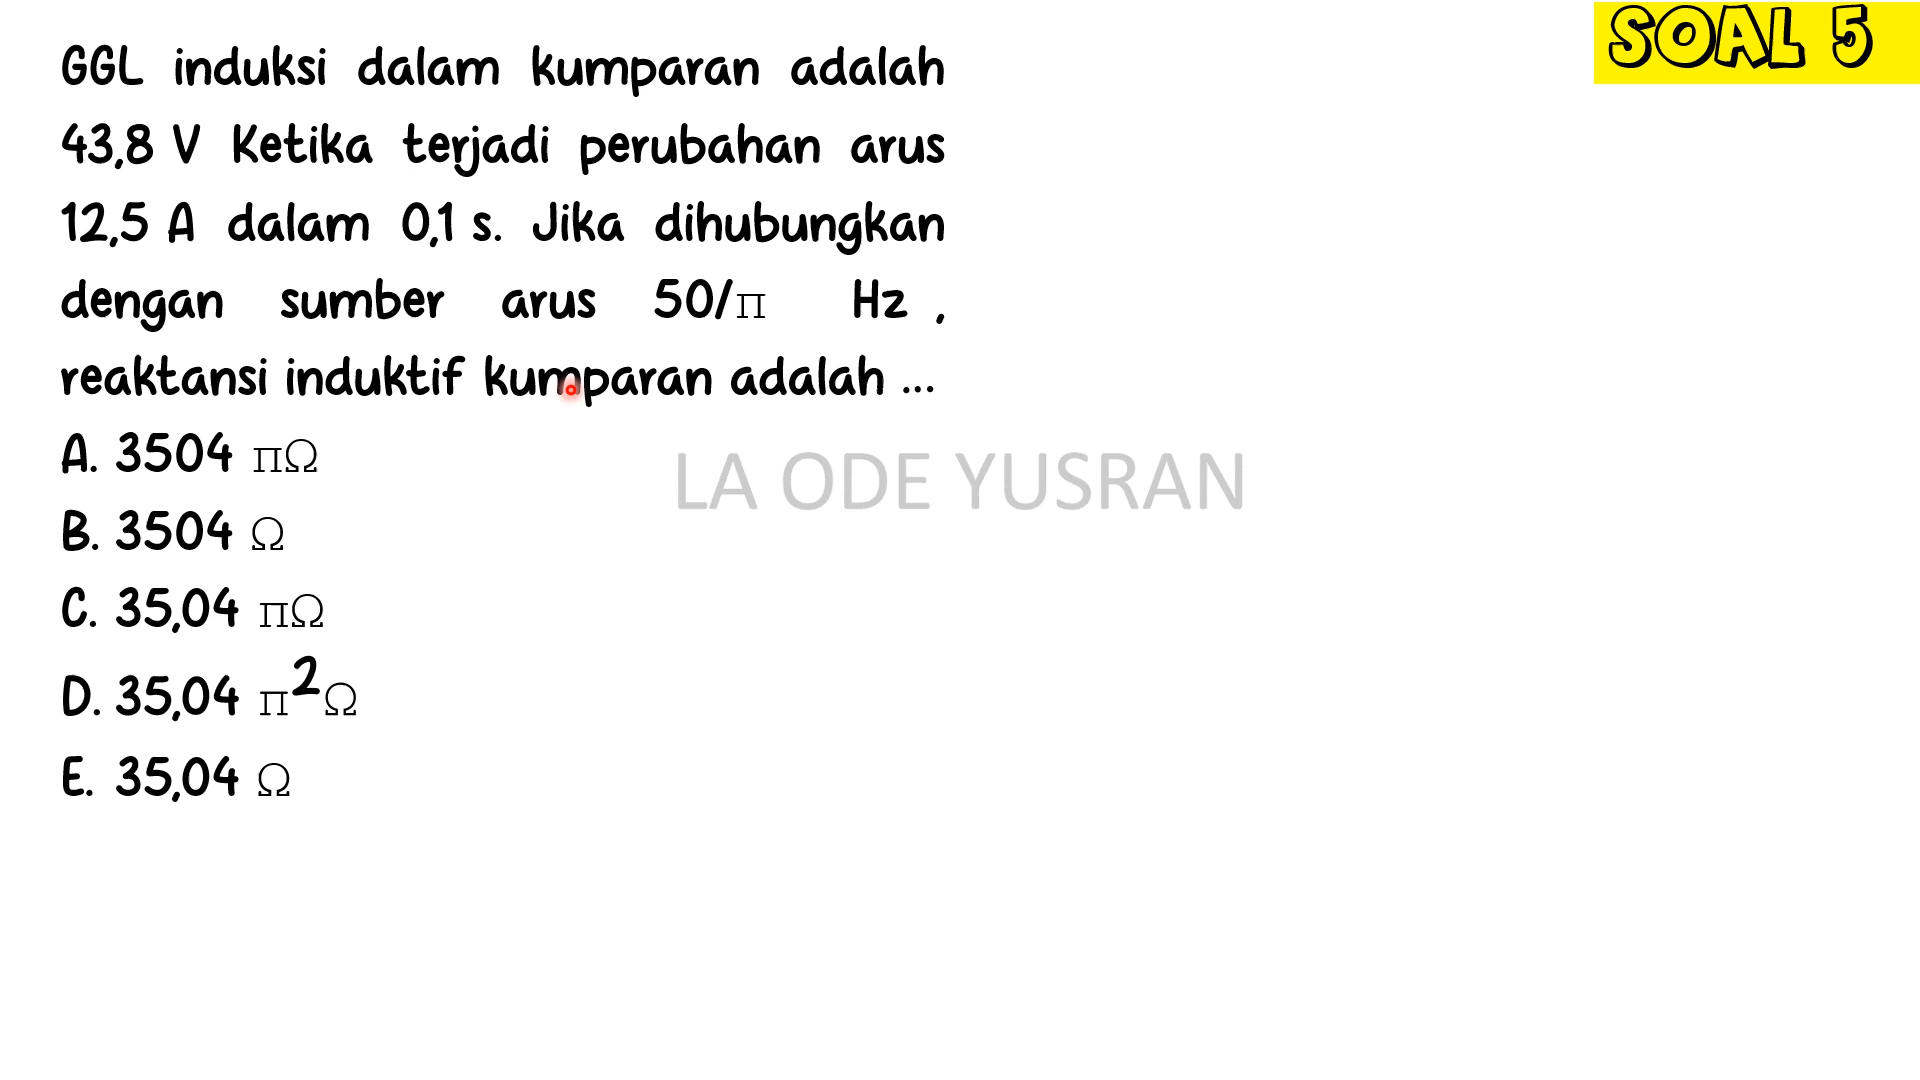 SOAL 5
GGL induksi dalam kumparan adalah
43,8 V Ketika terjadi perubahan arus
12,5 A dalam 0,1 s. Jika dihubungkan
dengan sumber arus 50/π Hz ,
reaktansi induktif kumparan adalah ...
A. 3504 πΩ
B. 3504 Ω
C. 35,04 πΩ
D. 35,04 π²Ω
E. 35,04 Ω
LA ODE YUSRAN